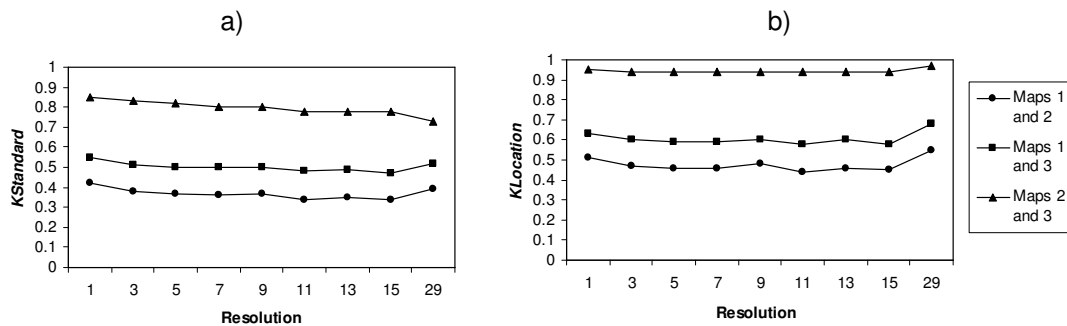 a)
1
0.9
0.8
0.7
0.6
0.5
0.4
0.3
0.2
0.1
0
KStandard
1 3 5 7 9 11 13 15 29
Resolution
b)
1
0.9
0.8
0.7
0.6
0.5
0.4
0.3
0.2
0.1
0
KLocation
1 3 5 7 9 11 13 15 29
Resolution
Maps 1
and 2
Maps 1
and 3
Maps 2
and 3